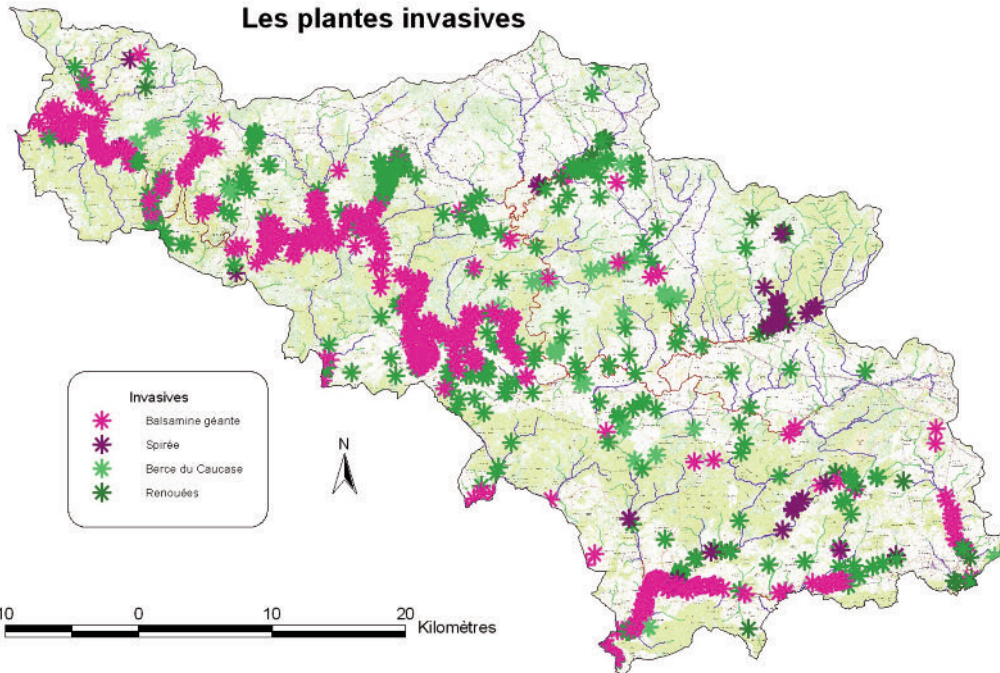 Les plantes invasives
Invasives
Balsamine géante
Spirée
Berce du Caucase
Renouées
N
10 0 10 20
Kilomètres